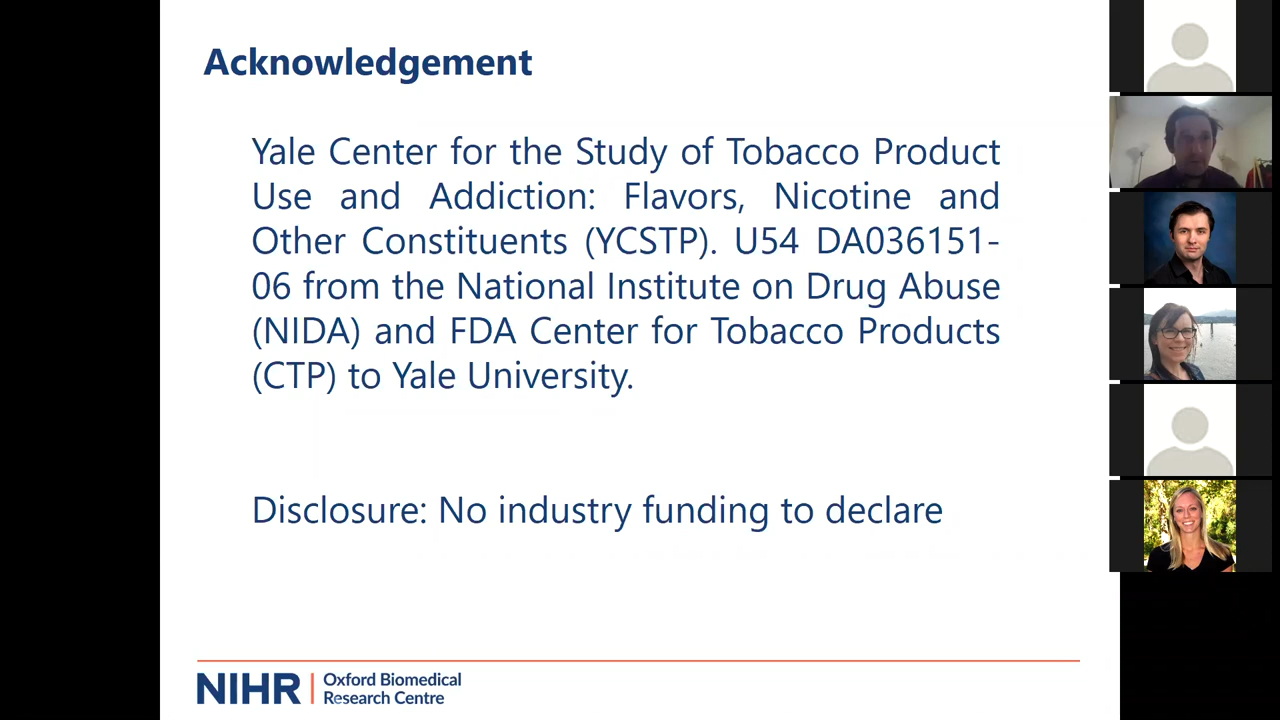 Acknowledgement
Yale Center for the Study of Tobacco Product
Use and Addiction: Flavors, Nicotine and
Other Constituents (YCSTP). U54 DA036151-
06 from the National Institute on Drug Abuse
(NIDA) and FDA Center for Tobacco Products
(CTP) to Yale University.
Disclosure: No industry funding to declare
NIHR | Oxford Biomedical
Research Centre